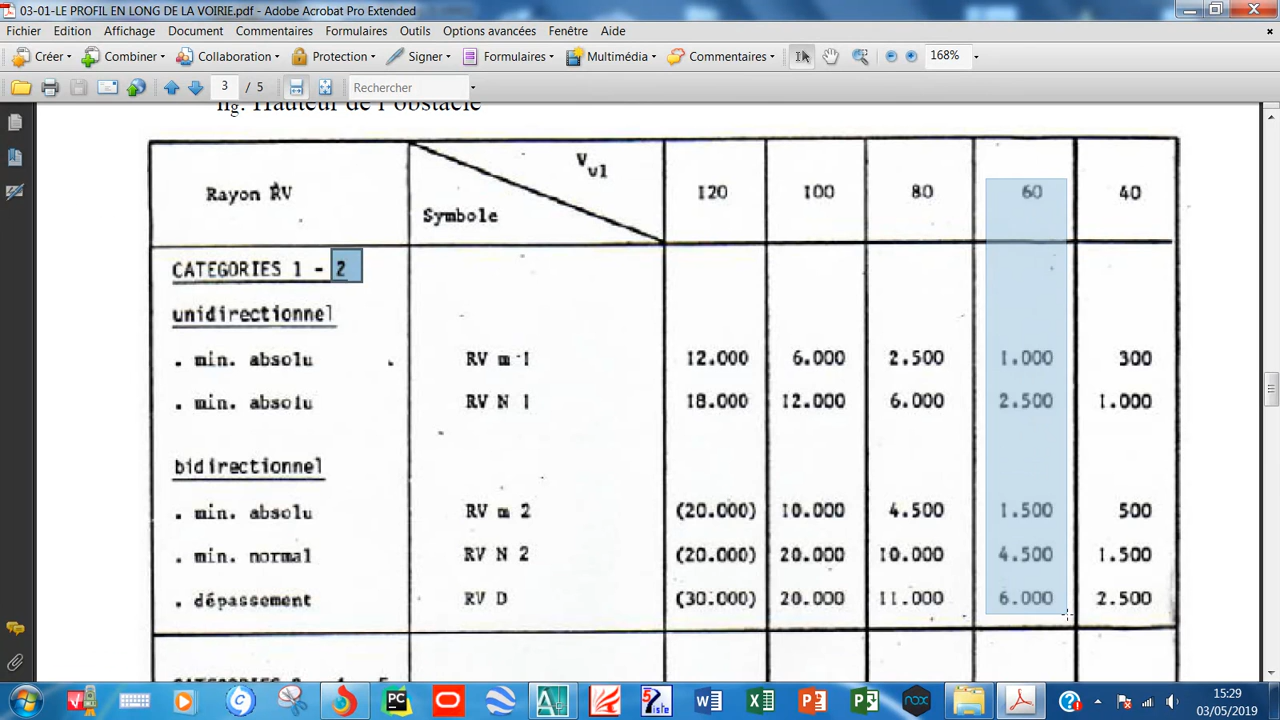 03-01-LE PROFIL EN LONG DE LA VOIRIE.pdf - Adobe Acrobat Pro Extended
Fichier Edition Affichage Document Commentaires Formulaires Outils Options avancées Fenêtre Aide
Créer Combiner Collaboration Protection Signer Formulaires Multimédia Commentaires 168%
3 / 5 Rechercher
hg. Hauteur de l'obstacle
Rayon RV Symbole Vvl 120 100 80 60 40
CATEGORIES 1 - 2
unidirectionnel
. min. absolu RV m 1 12.000 6.000 2.500 1.000 300
. min. absolu RV N 1 18.000 12.000 6.000 2.500 1.000
bidirectionnel
. min. absolu RV m 2 (20.000) 10.000 4.500 1.500 500
. min. normal RV N 2 (20.000) 20.000 10.000 4.500 1.500
. dépassement RV D (30.000) 20.000 11.000 6.000 2.500
15:29
03/05/2019